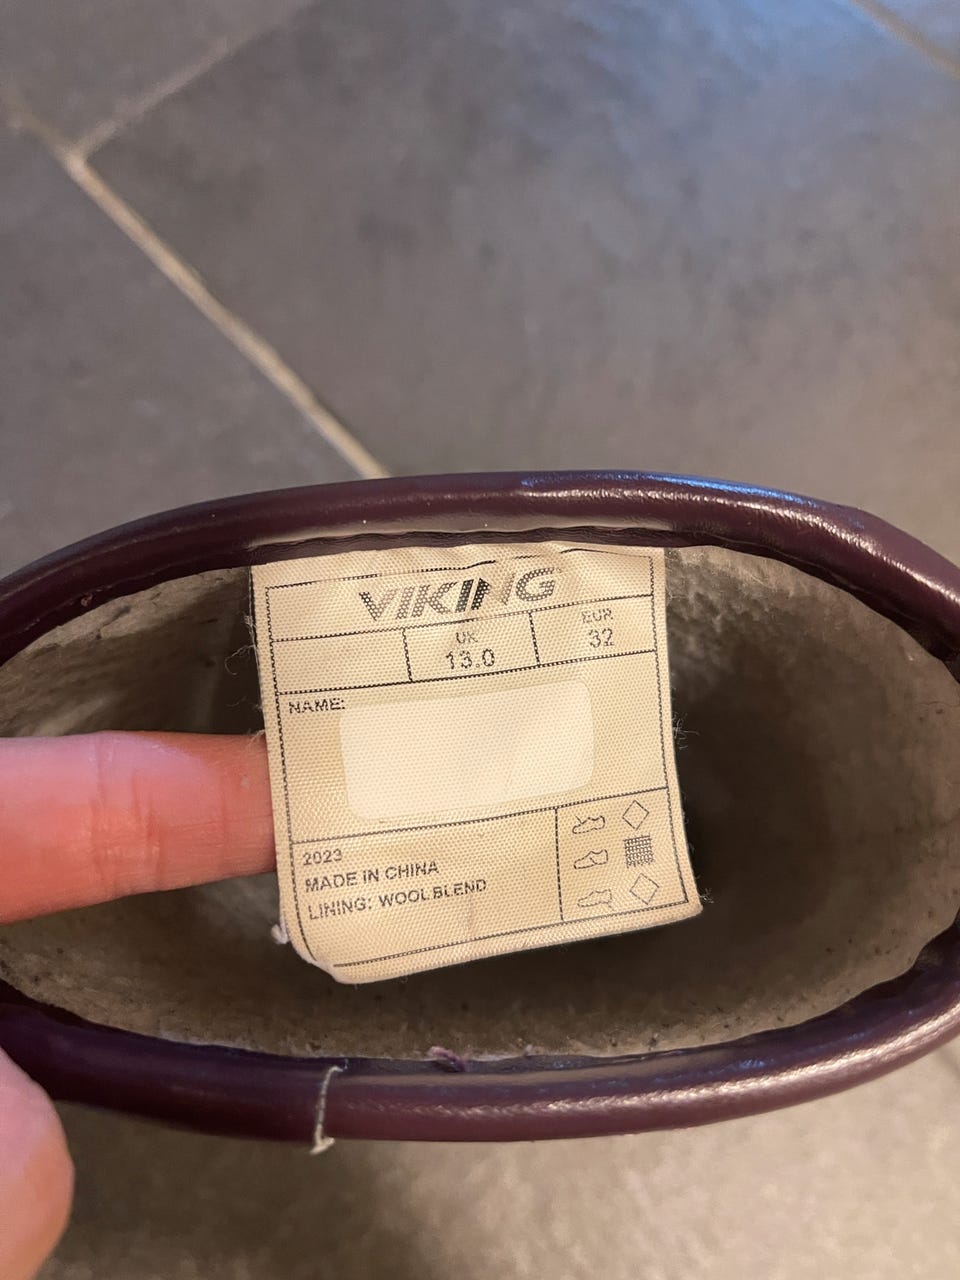 VIKING
UK EUR
13.0 32
NAME:
2023
MADE IN CHINA
LINING: WOOL BLEND